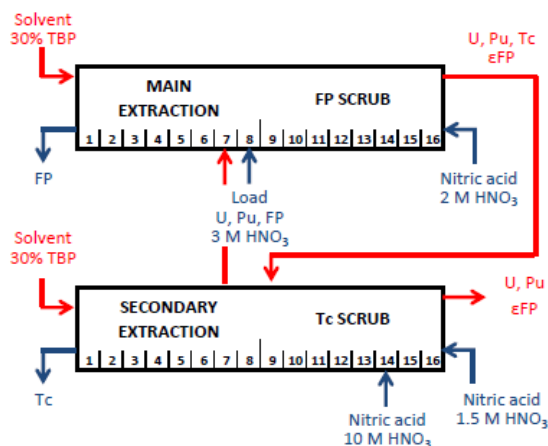 Solvent
30% TBP
U, Pu, Tc
εFP
MAIN
EXTRACTION
FP SCRUB
1 2 3 4 5 6 7 8 9 10 11 12 13 14 15 16
FP
Load
U, Pu, FP
3 M HNO₃
Nitric acid
2 M HNO₃
Solvent
30% TBP
SECONDARY
EXTRACTION
Tc SCRUB
U, Pu
εFP
1 2 3 4 5 6 7 8 9 10 11 12 13 14 15 16
Tc
Nitric acid
10 M HNO₃
Nitric acid
1.5 M HNO₃